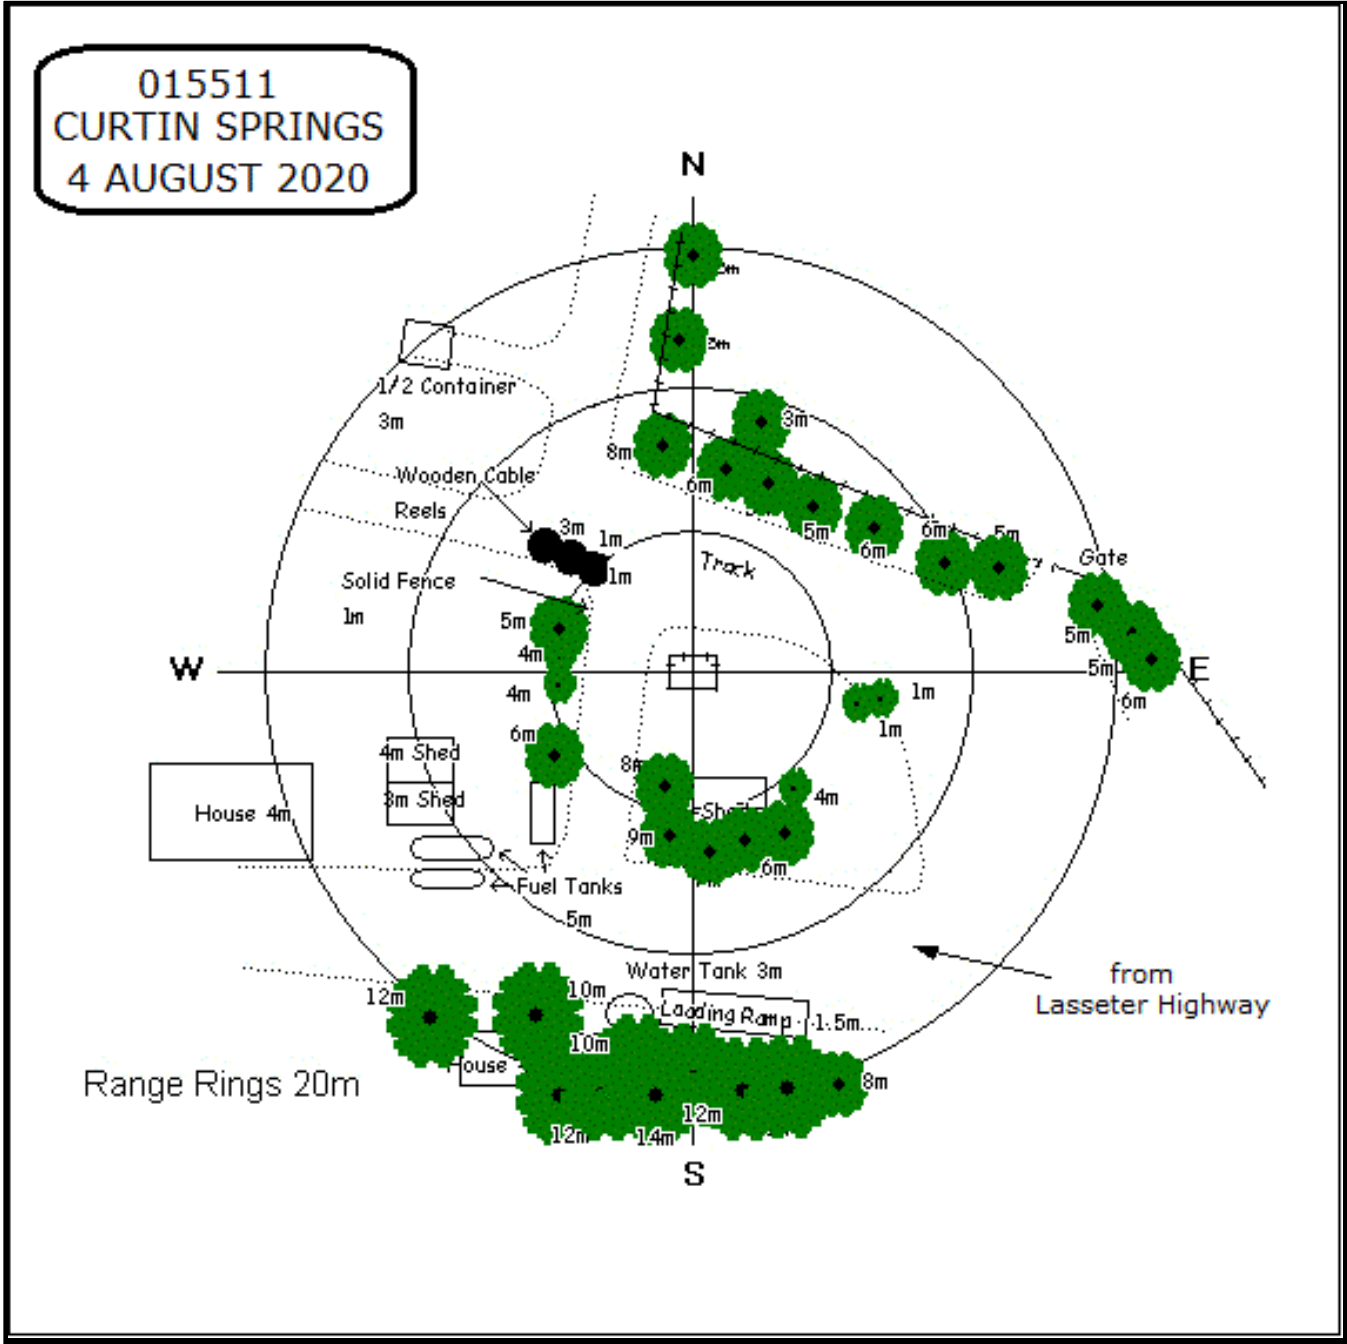 015511
CURTIN SPRINGS
4 AUGUST 2020
N
3m
1/2 Container
3m
3m
8m
Wooden Cable
6m
Reels
3m
1m
5m
6m
6m
5m
Track
Gate
1m
Solid Fence
1m
5m
5m
4m
W
5m
E
4m
1m
6m
1m
6m
4m Shed
3m Shed
House 4m
4m
9m
6m
Fuel Tanks
5m
Water Tank 3m
from
Lasseter Highway
12m
10m
Loading Ramp
1.5m
10m
ouse
Range Rings 20m
8m
12m
12m
14m
S